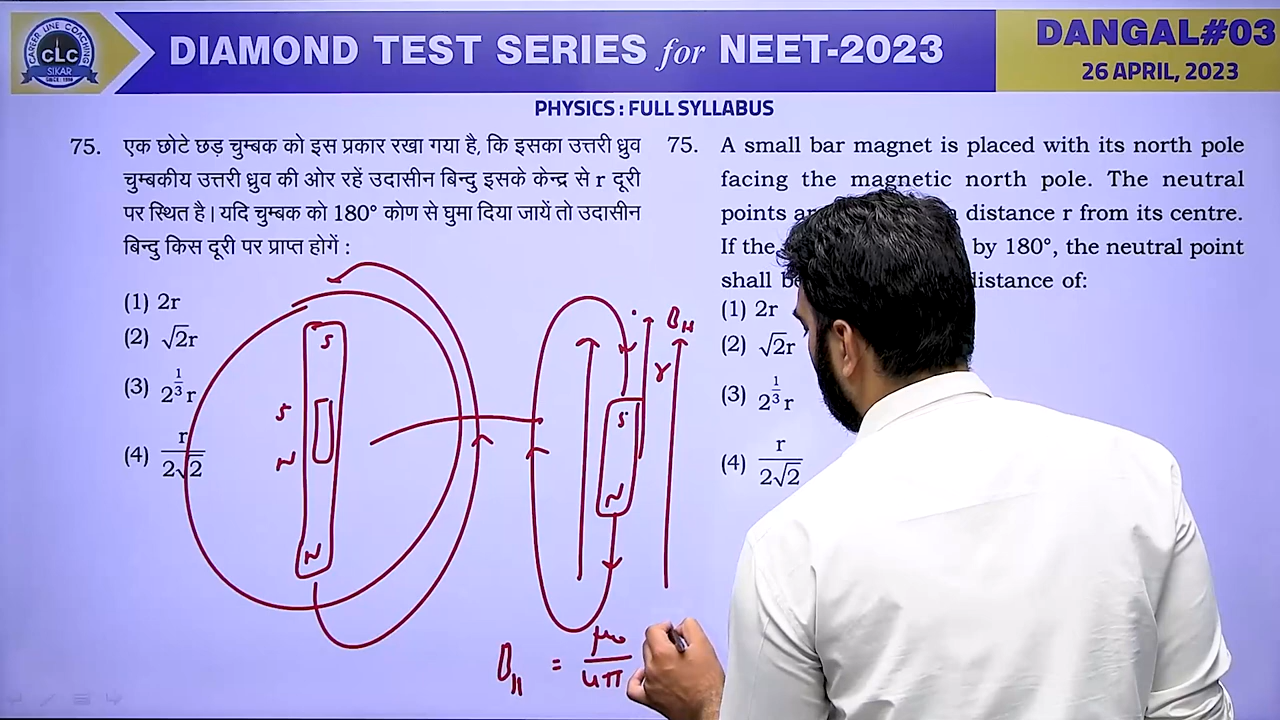 CAREER LINE COACHING
CLC
SIKAR
SINCE : 1996
DIAMOND TEST SERIES for NEET-2023
DANGAL#03
26 APRIL, 2023
PHYSICS : FULL SYLLABUS
75. एक छोटे छड़ चुम्बक को इस प्रकार रखा गया है, कि इसका उत्तरी ध्रुव
चुम्बकीय उत्तरी ध्रुव की ओर रहें उदासीन बिन्दु इसके केन्द्र से r दूरी
पर स्थित है। यदि चुम्बक को 180° कोण से घुमा दिया जायें तो उदासीन
बिन्दु किस दूरी पर प्राप्त होगें :
(1) 2r
(2) √2r
(3) 2^{1/3}r
(4) r/(2√2)
S
S
N
N
S
N
r
B_H
B_H = μ₀/4π
75. A small bar magnet is placed with its north pole
facing the magnetic north pole. The neutral
points distance r from its centre.
If the by 180°, the neutral point
shall distance of:
(1) 2r
(2) √2r
(3) 2^{1/3}r
(4) r/(2√2)